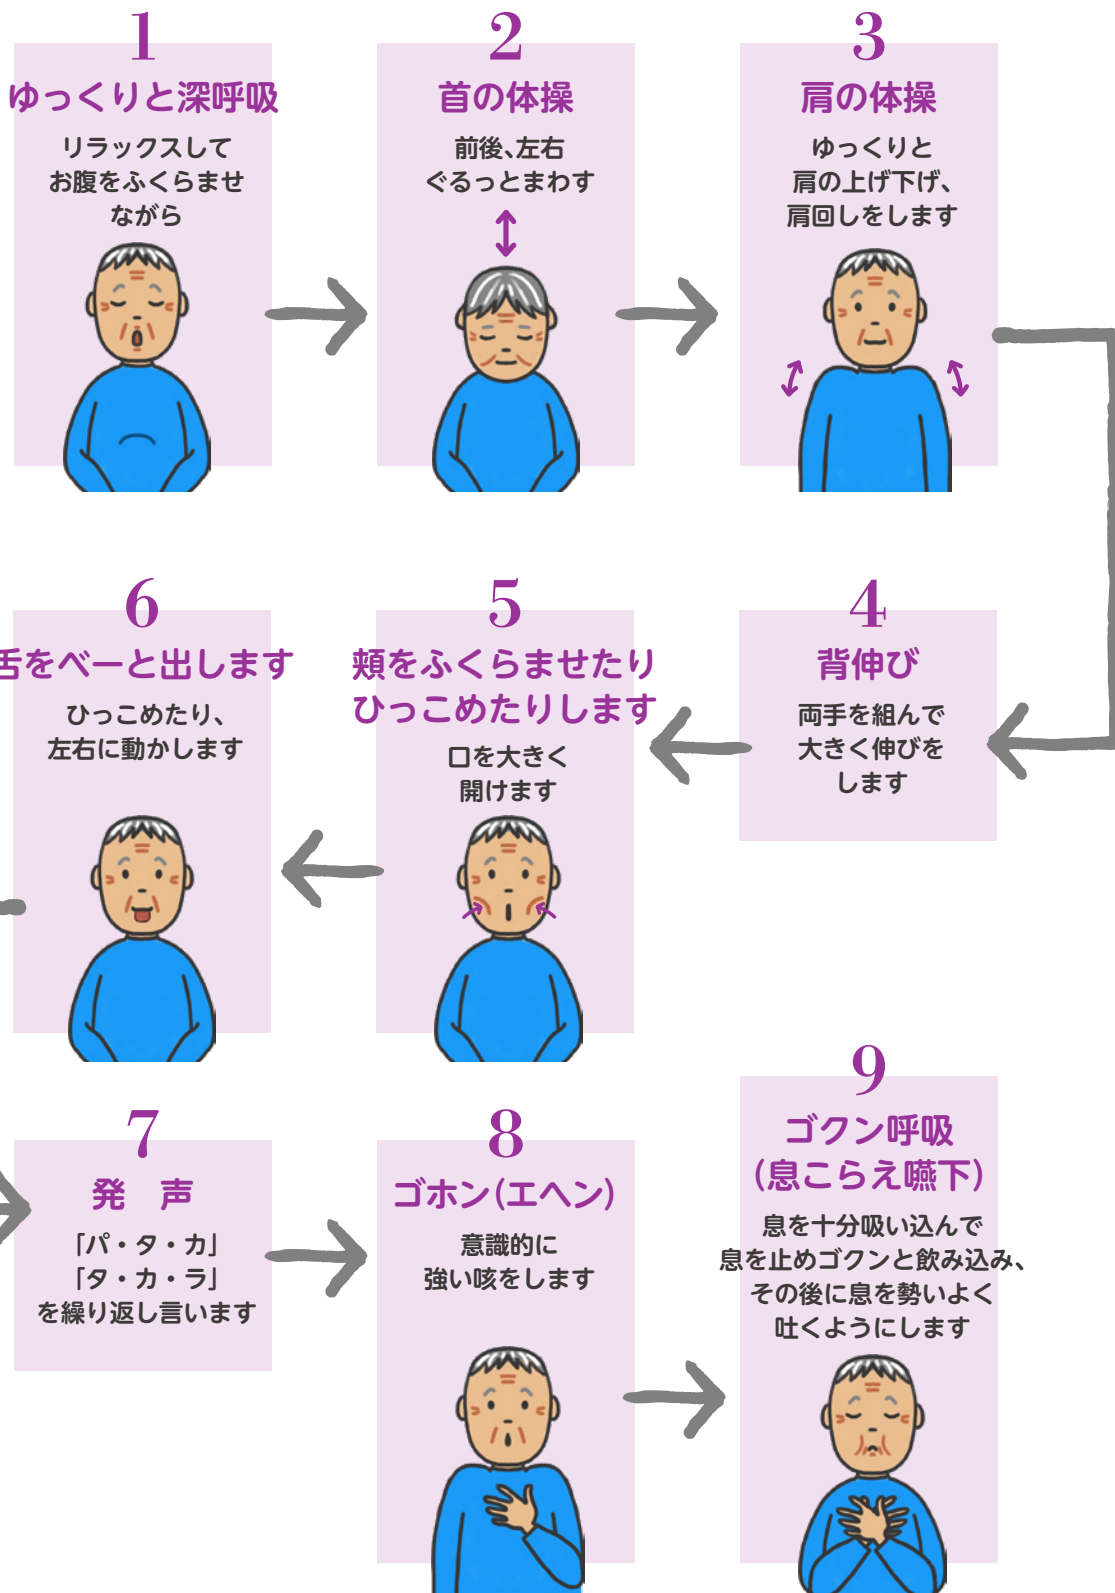 1
ゆっくりと深呼吸
リラックスして
お腹をふくらませ
ながら
2
首の体操
前後、左右
ぐるっとまわす
3
肩の体操
ゆっくりと
肩の上げ下げ、
肩回しをします
4
背伸び
両手を組んで
大きく伸びを
します
5
頬をふくらませたり
ひっこめたりします
口を大きく
開けます
6
舌をべーと出します
ひっこめたり、
左右に動かします
7
発 声
「パ・タ・カ」
「タ・カ・ラ」
を繰り返し言います
8
ゴホン(エヘン)
意識的に
強い咳をします
9
ゴクン呼吸
(息こらえ嚥下)
息を十分吸い込んで
息を止めゴクンと飲み込み、
その後に息を勢いよく
吐くようにします